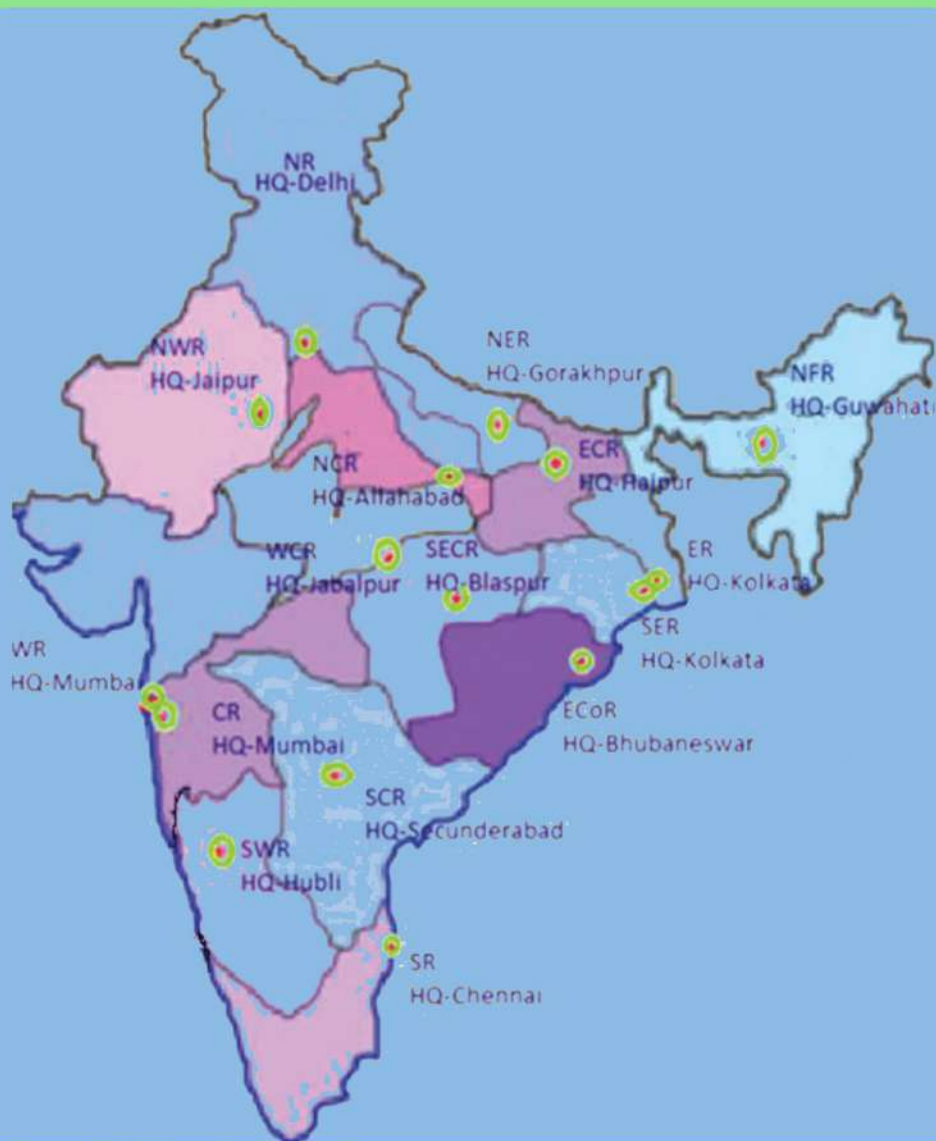 NR
HQ-Delhi
NWR
HQ-Jaipur
NER
HQ-Gorakhpur
NFR
HQ-Guwahati
NCR
HQ-Allahabad
ECR
HQ-Hajpur
WCR
HQ-Jabalpur
SECR
HQ-Blaspur
ER
HQ-Kolkata
SER
HQ-Kolkata
WR
HQ-Mumbai
CR
HQ-Mumbai
ECoR
HQ-Bhubaneswar
SCR
HQ-Secunderabad
SWR
HQ-Hubli
SR
HQ-Chennai